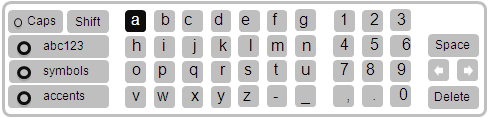 Caps Shift a b c d e f g 1 2 3
abc123 h i j k l m n 4 5 6 Space
symbols o p q r s t u 7 8 9
accents v w x y z - _ , . 0 Delete